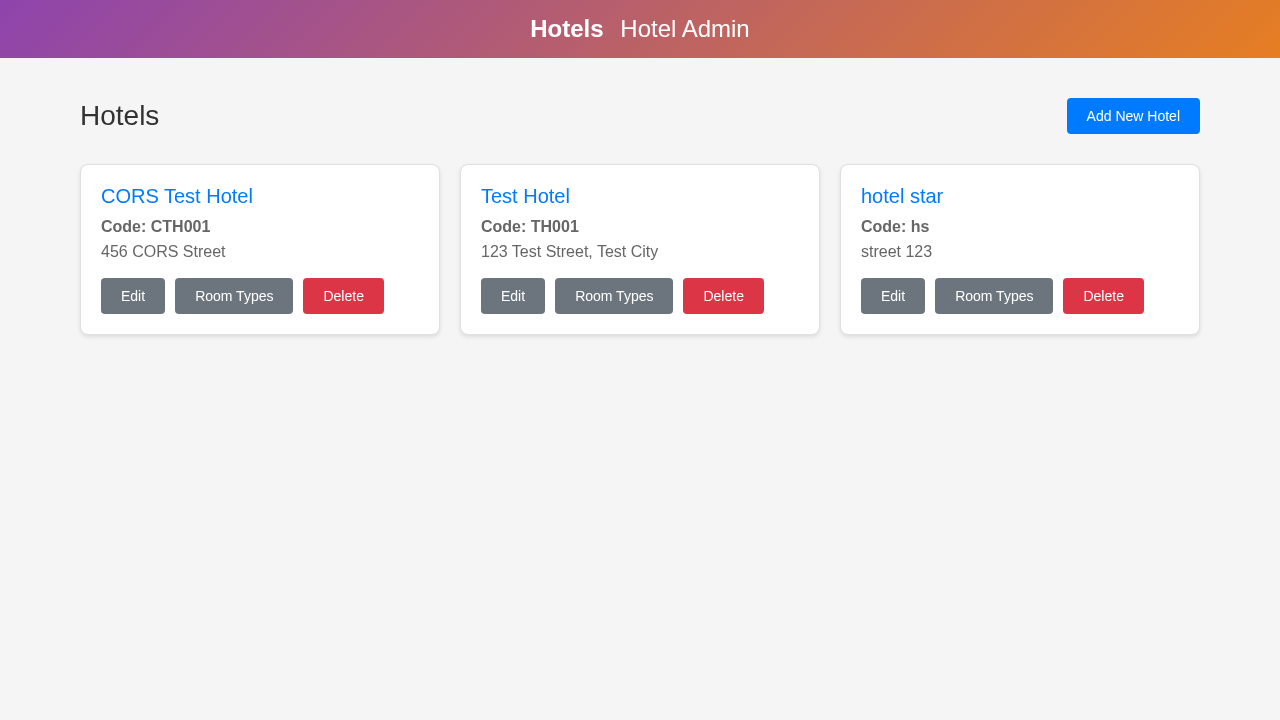 Hotels Hotel Admin
Hotels
Add New Hotel
CORS Test Hotel
Code: CTH001
456 CORS Street
Edit Room Types Delete
Test Hotel
Code: TH001
123 Test Street, Test City
Edit Room Types Delete
hotel star
Code: hs
street 123
Edit Room Types Delete